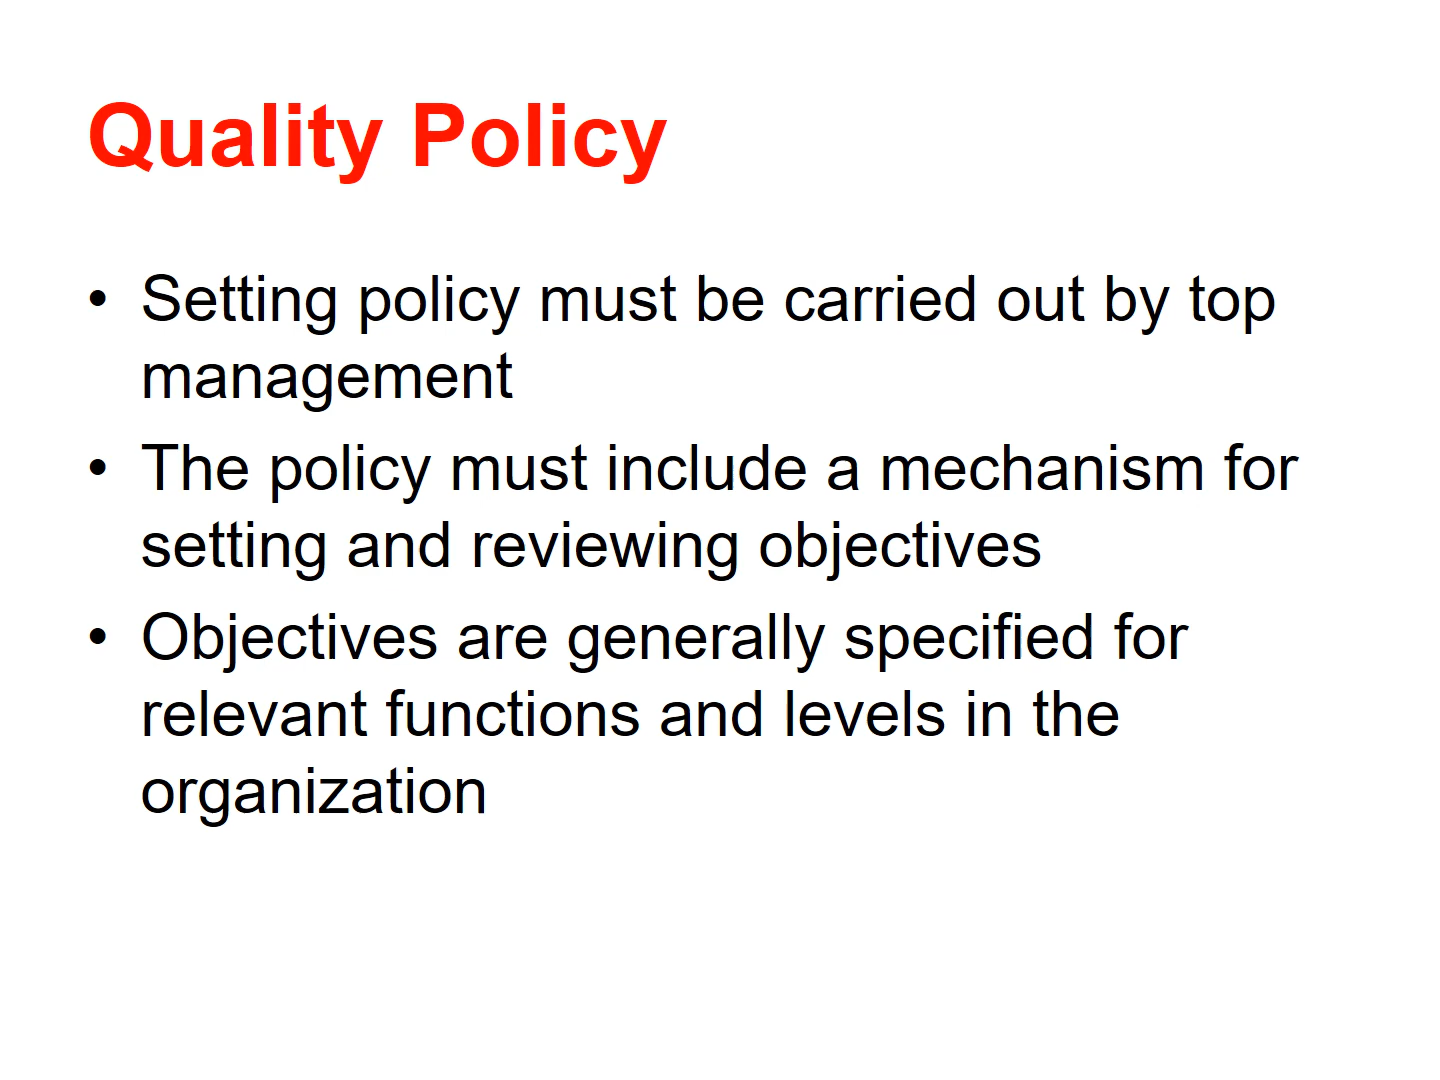 Quality Policy
• Setting policy must be carried out by top
management
• The policy must include a mechanism for
setting and reviewing objectives
• Objectives are generally specified for
relevant functions and levels in the
organization